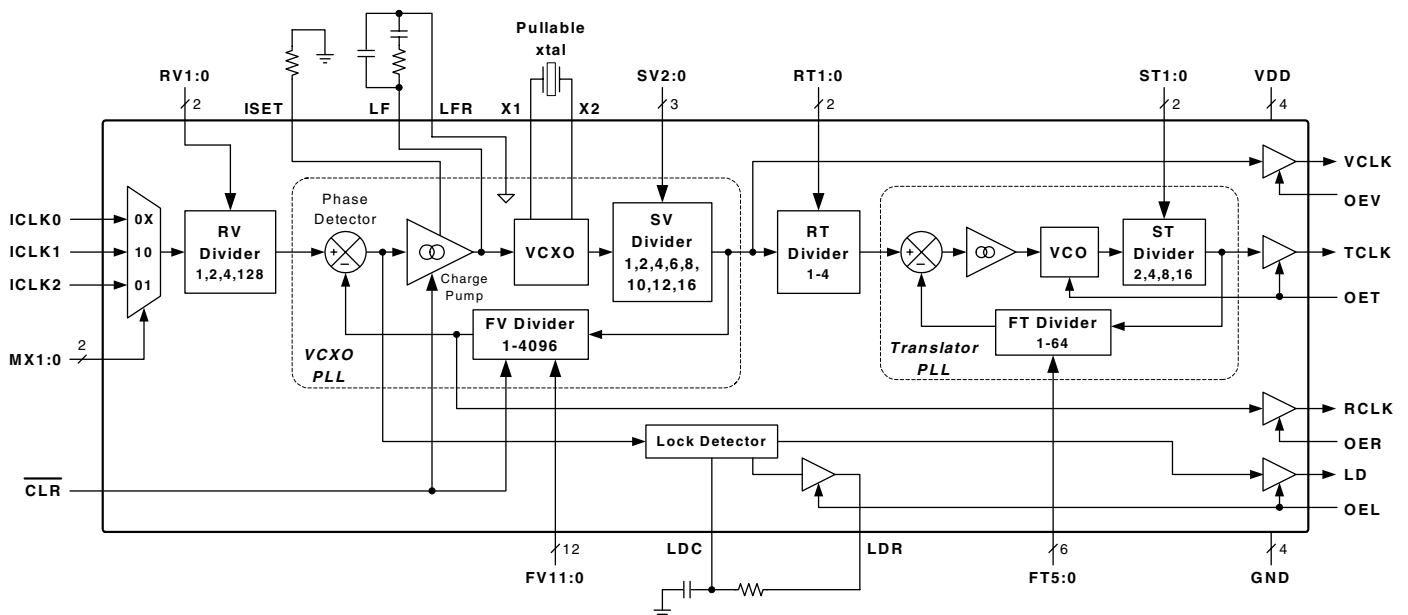 Pullable
xtal
RV1:0
SV2:0
RT1:0
ST1:0
VDD
2
ISET
LF
LFR
X1
X2
3
2
2
4
VCLK
OEV
ICLK0
ICLK1
ICLK2
0X
10
01
RV
Divider
1,2,4,128
Phase
Detector
+
−
Charge
Pump
VCXO
SV
Divider
1,2,4,6,8,
10,12,16
RT
Divider
1-4
+
−
VCO
ST
Divider
2,4,8,16
TCLK
OET
MX1:0
2
VCXO
PLL
FV Divider
1-4096
Translator
PLL
FT Divider
1-64
RCLK
OER
Lock Detector
LD
OEL
CLR
12
FV11:0
LDC
LDR
6
FT5:0
4
GND